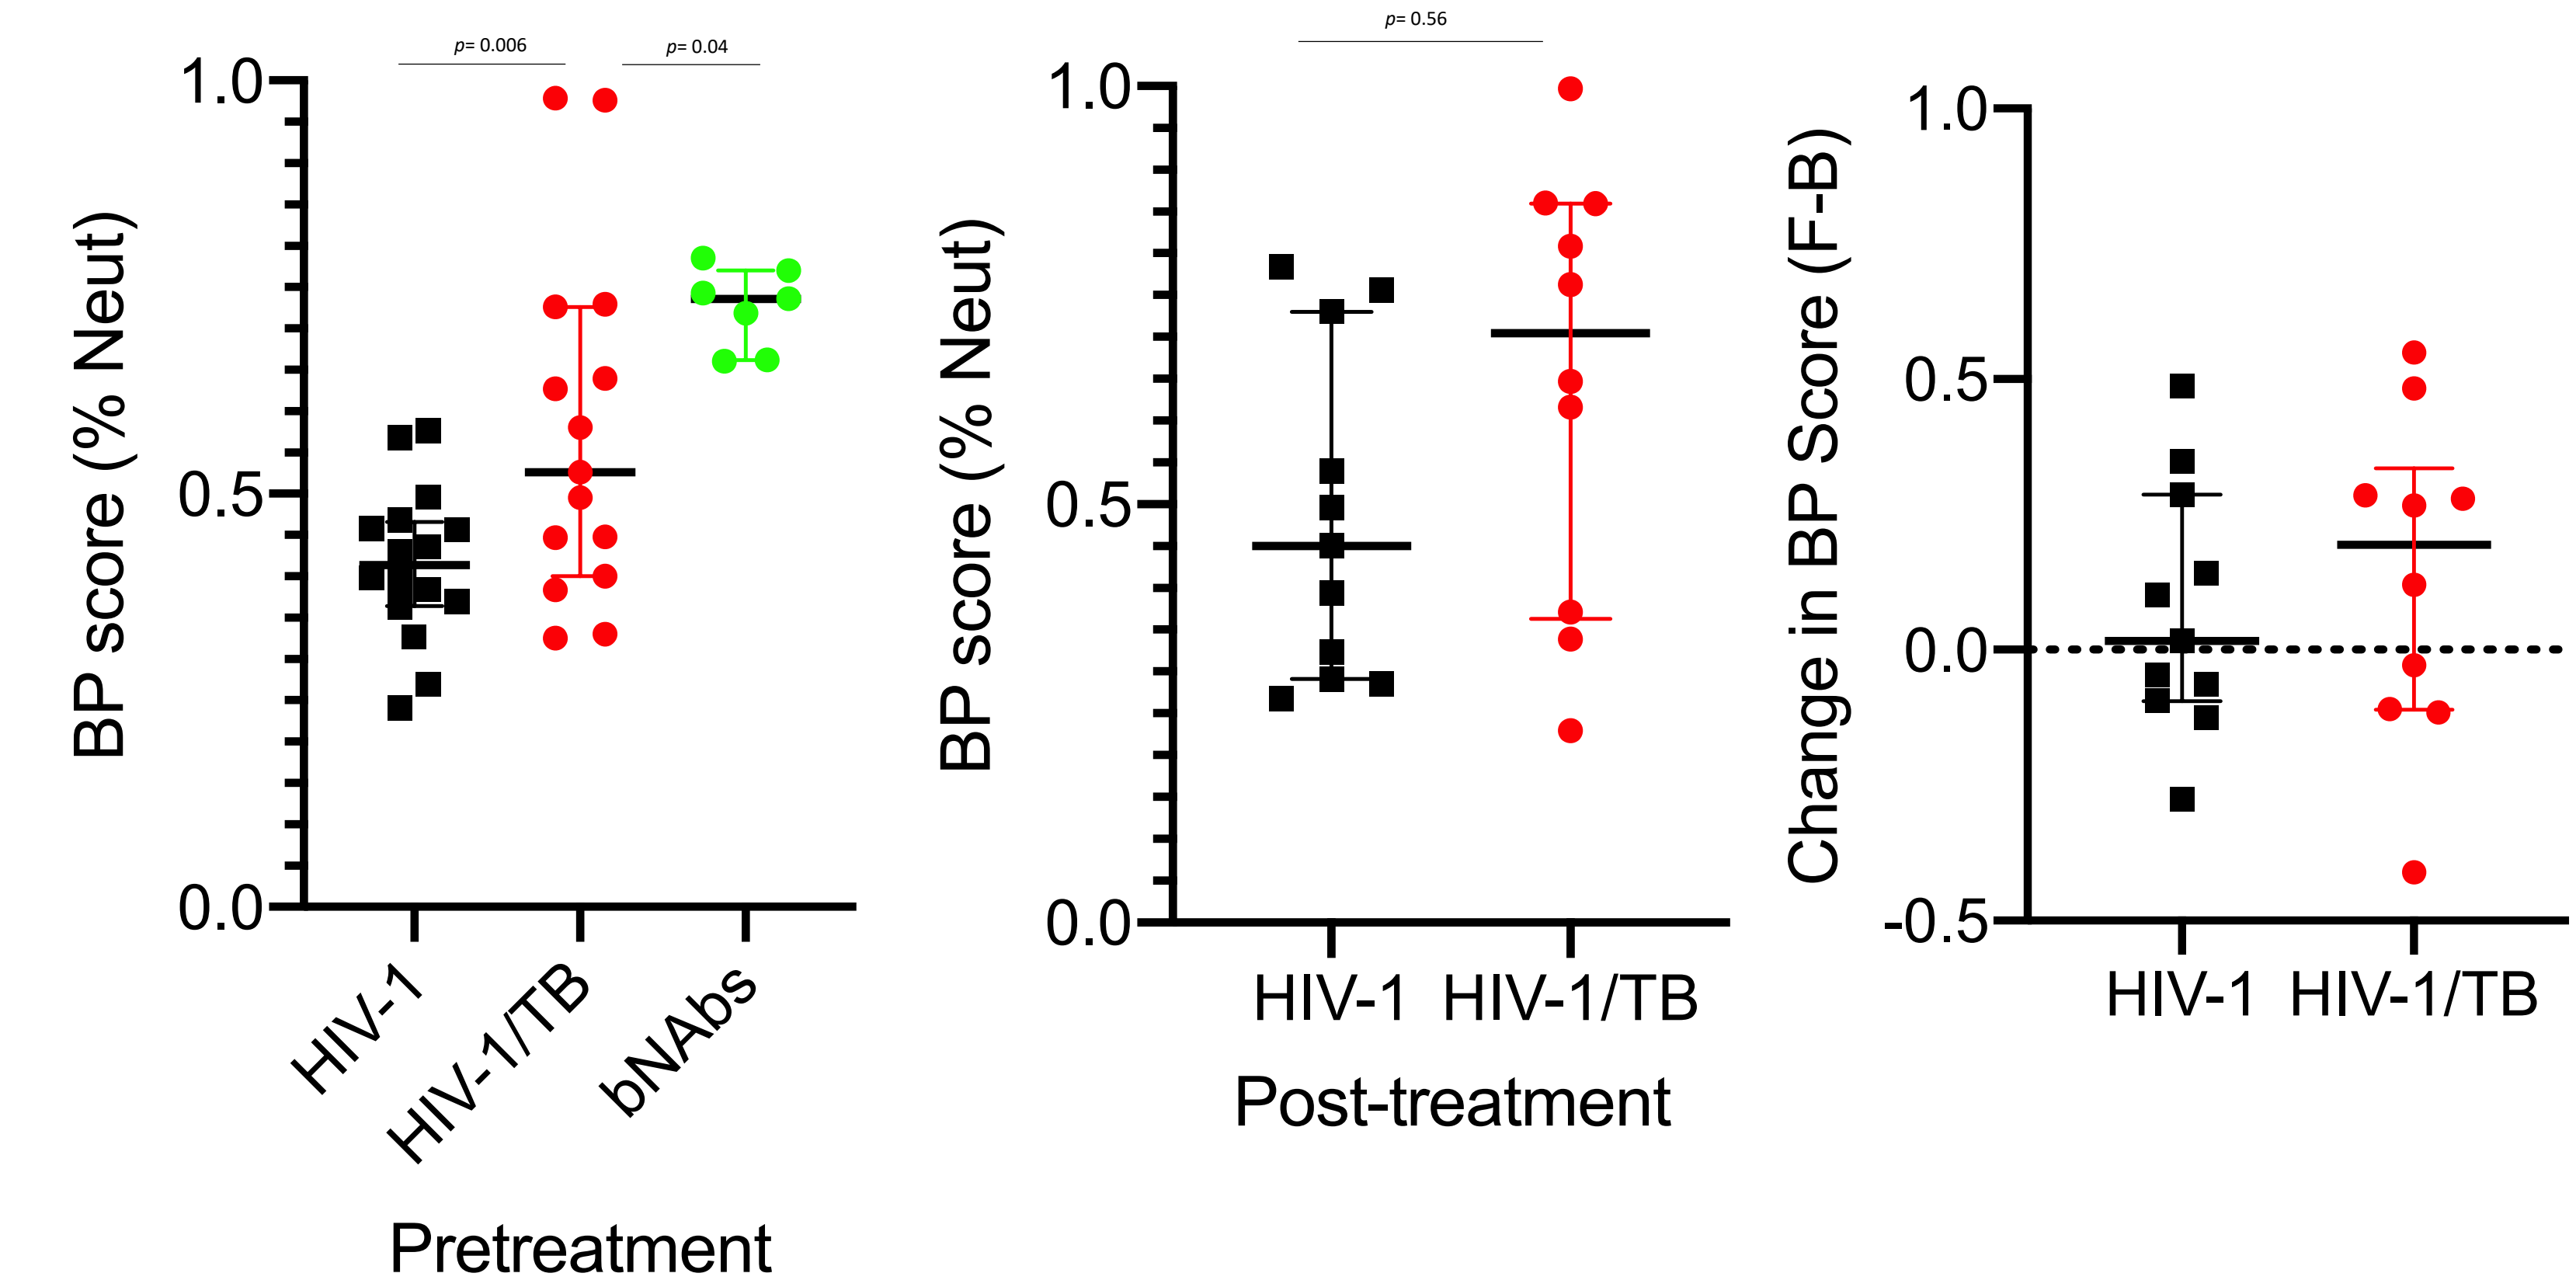 p= 0.006
p= 0.04
BP score (% Neut)
1.0
0.5
0.0
HIV-1
HIV-1/TB
bNAbs
Pretreatment
p= 0.56
BP score (% Neut)
1.0
0.5
0.0
HIV-1
HIV-1/TB
Post-treatment
Change in BP Score (F-B)
1.0
0.5
0.0
-0.5
HIV-1
HIV-1/TB